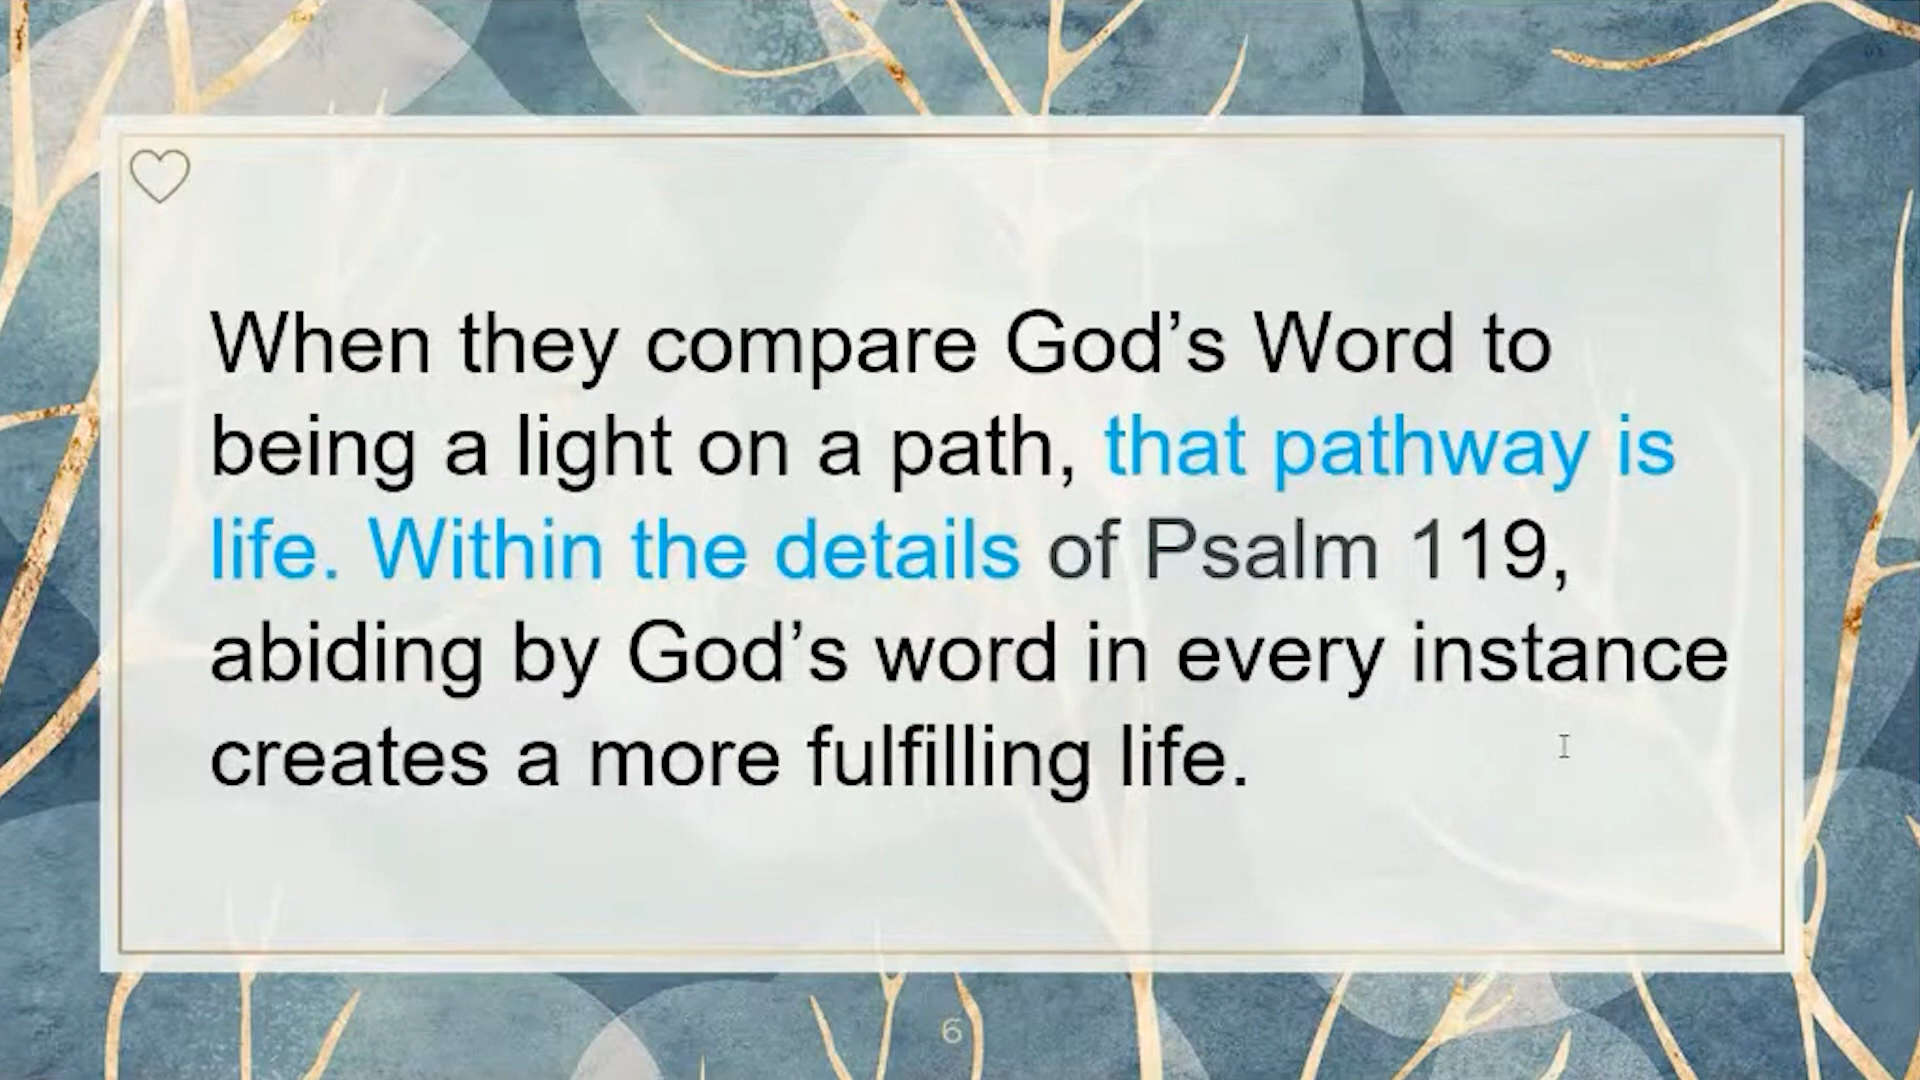 When they compare God’s Word to
being a light on a path, that pathway is
life. Within the details of Psalm 119,
abiding by God’s word in every instance
creates a more fulfilling life.
6